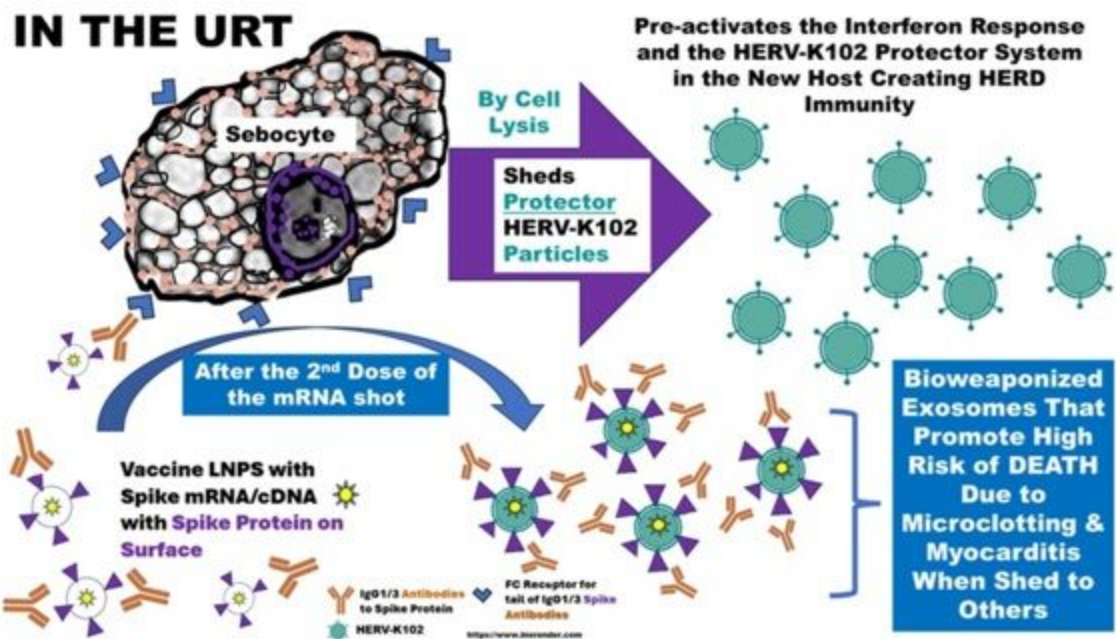 IN THE URT
Sebocyte
By Cell
Lysis
Sheds
Protector
HERV-K102
Particles
Pre-activates the Interferon Response
and the HERV-K102 Protector System
in the New Host Creating HERD
Immunity
After the 2nd Dose of
the mRNA shot
Vaccine LNPS with
Spike mRNA/cDNA
with Spike Protein on
Surface
IgG1/3 Antibodies
to Spike Protein
HERV-K102
FC Receptor for
tail of IgG1/3 Spike
Antibodies
Bioweaponized
Exosomes That
Promote High
Risk of DEATH
Due to
Microclotting &
Myocarditis
When Shed to
Others